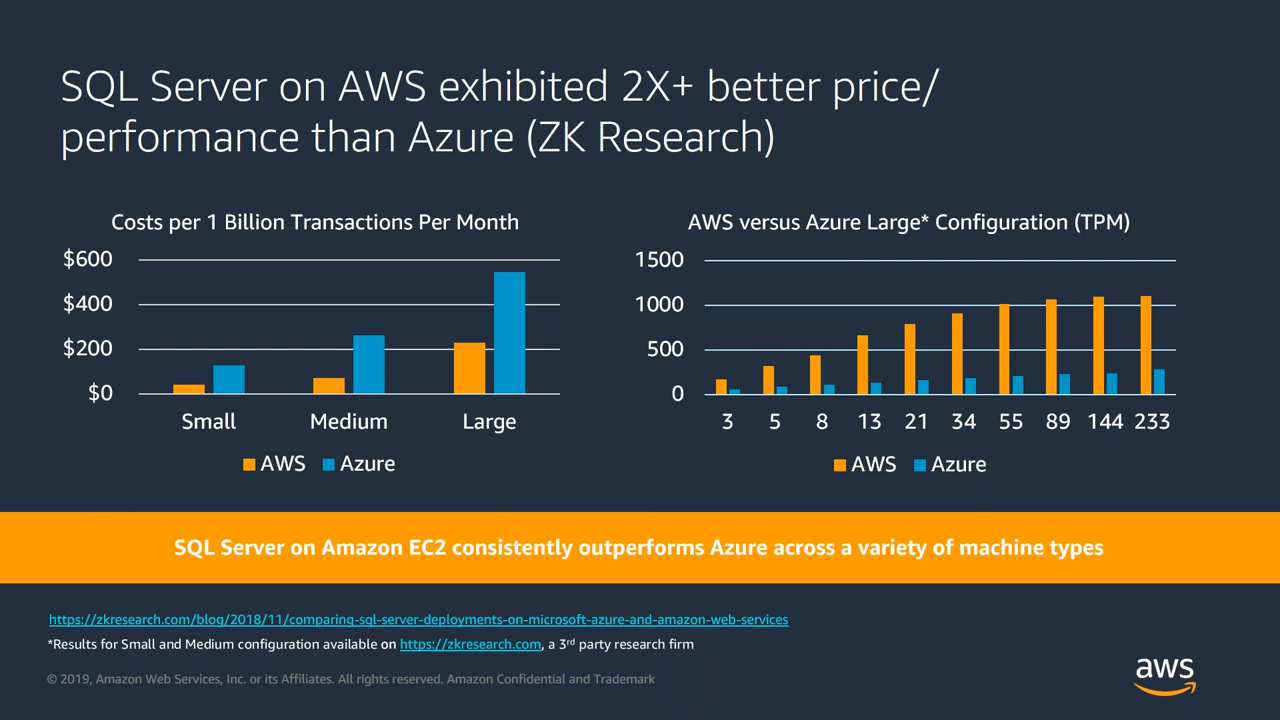 SQL Server on AWS exhibited 2X+ better price/
performance than Azure (ZK Research)
Costs per 1 Billion Transactions Per Month
$600
$400
$200
$0
Small Medium Large
AWS Azure
AWS versus Azure Large* Configuration (TPM)
1500
1000
500
0
3 5 8 13 21 34 55 89 144 233
AWS Azure
SQL Server on Amazon EC2 consistently outperforms Azure across a variety of machine types
https://zkresearch.com/blog/2018/11/comparing-sql-server-deployments-on-microsoft-azure-and-amazon-web-services
*Results for Small and Medium configuration available on https://zkresearch.com, a 3rd party research firm
© 2019, Amazon Web Services, Inc. or its Affiliates. All rights reserved. Amazon Confidential and Trademark
aws